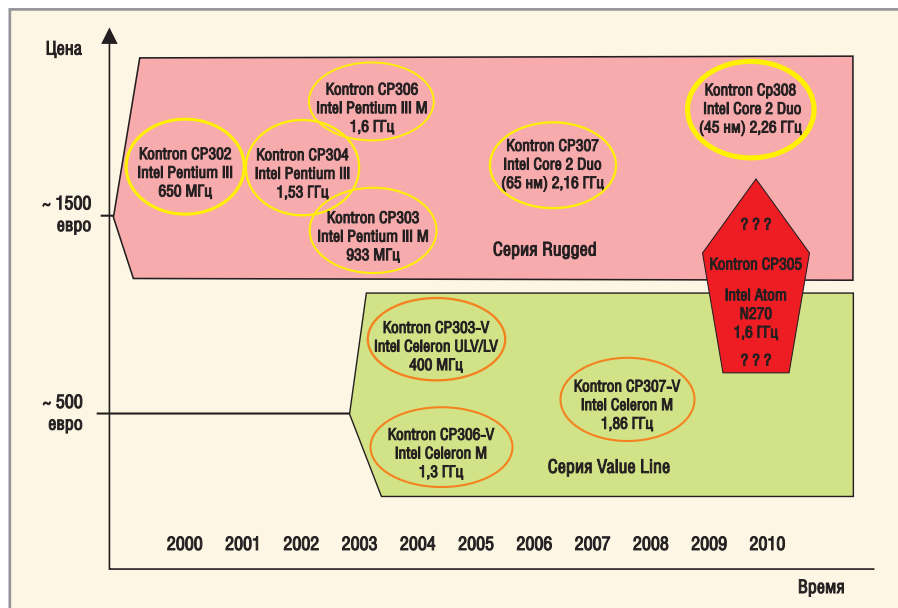 Цена
Kontron CP306
Intel Pentium III M
1,6 ГГц
Kontron Cp308
Intel Core 2 Duo
(45 нм) 2,26 ГГц
Kontron CP302
Intel Pentium III
650 МГц
Kontron CP304
Intel Pentium III
1,53 ГГц
Kontron CP307
Intel Core 2 Duo
(65 нм) 2,16 ГГц
~ 1500
евро
Kontron CP303
Intel Pentium III M
933 МГц
Серия Rugged
? ? ?
Kontron CP305
Intel Atom
N270
1,6 ГГц
? ? ?
Kontron CP303-V
Intel Celeron ULV/LV
400 МГц
Kontron CP307-V
Intel Celeron M
1,86 ГГц
~ 500
евро
Kontron CP306-V
Intel Celeron M
1,3 ГГц
Серия Value Line
2000 2001 2002 2003 2004 2005 2006 2007 2008 2009 2010
Время